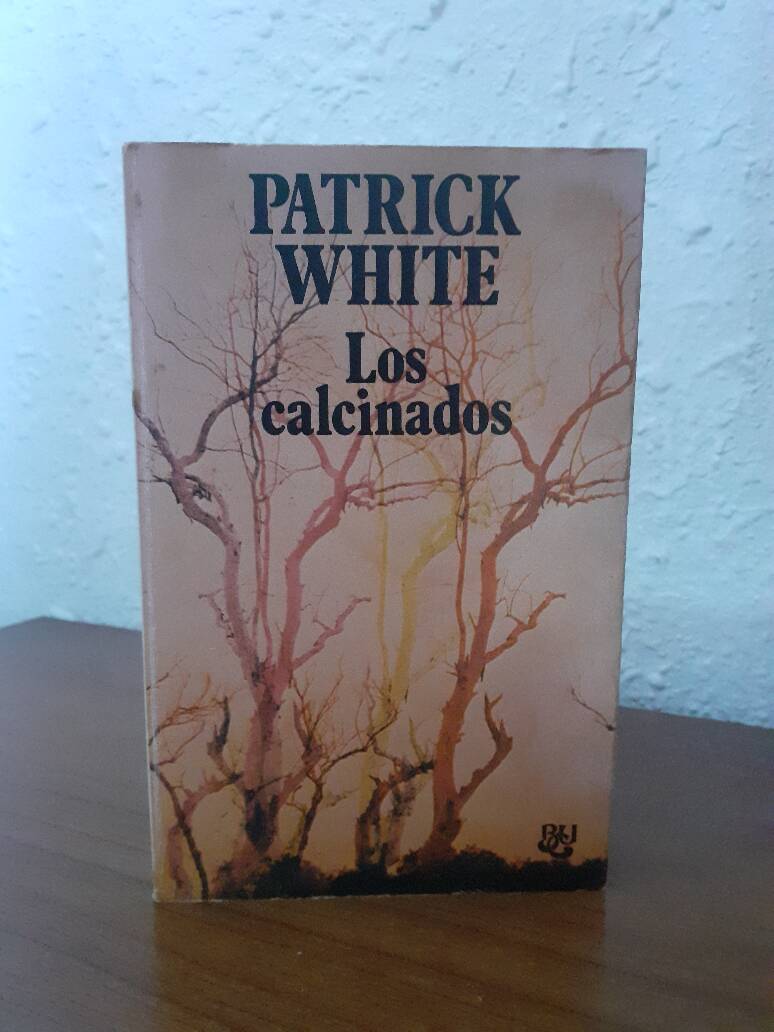 PATRICK
WHITE
Los
calcinados